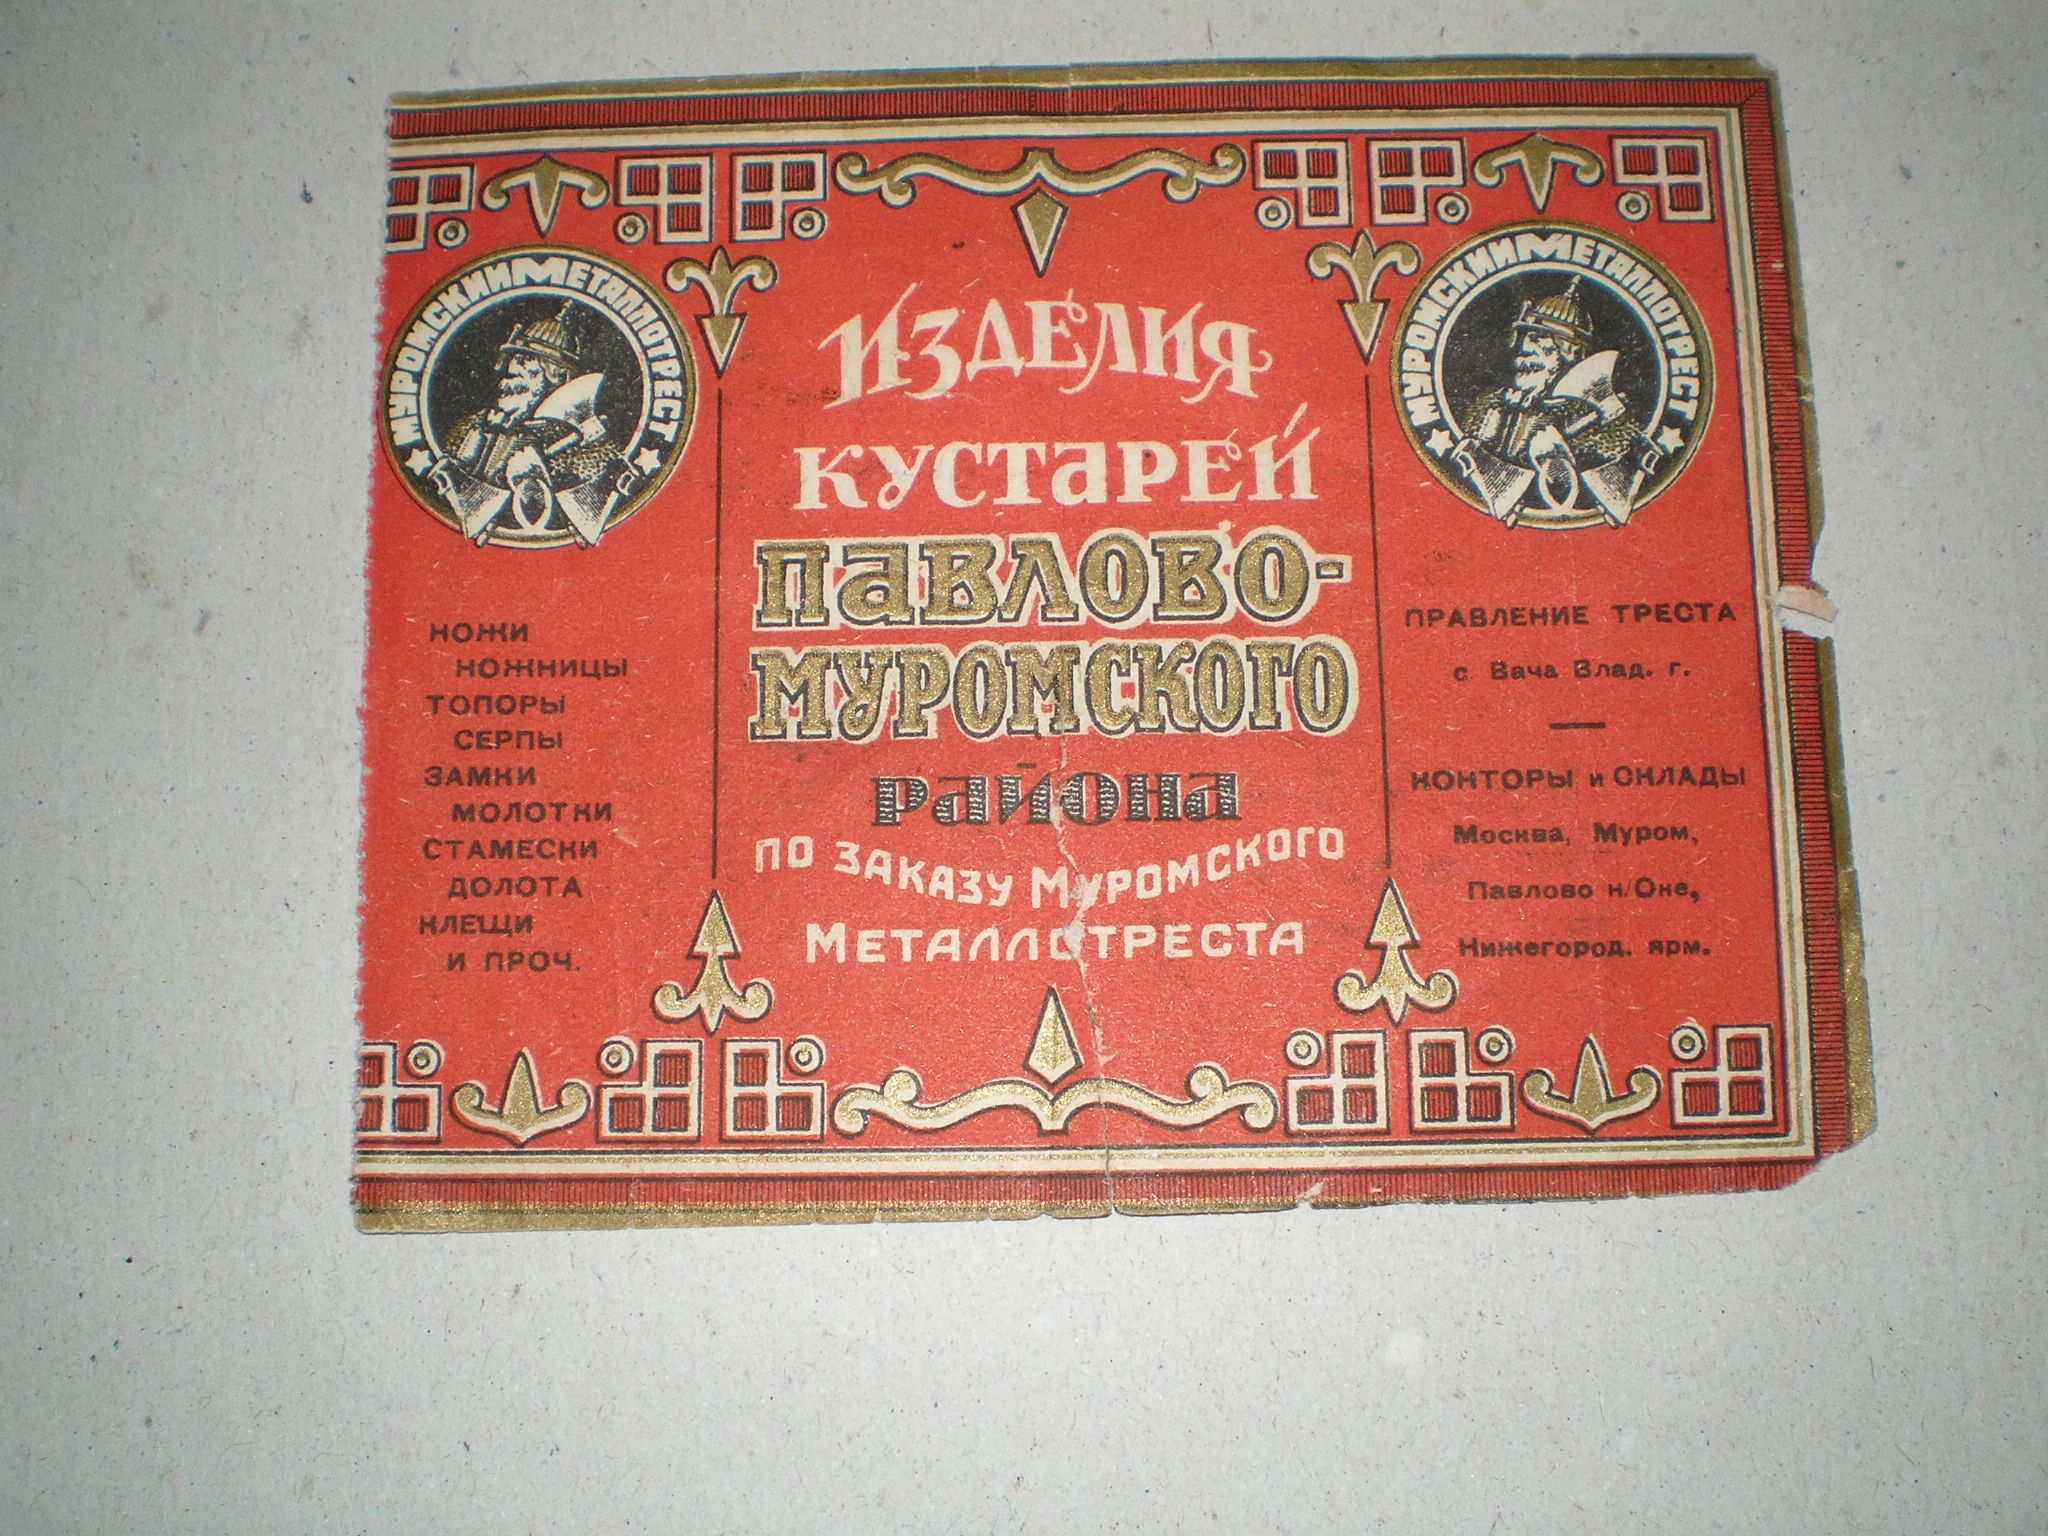 МУРОМСКИЙ МЕТАЛЛОТРЕСТ
НОЖИ
НОЖНИЦЫ
ТОПОРЫ
СЕРПЫ
ЗАМКИ
МОЛОТКИ
СТАМЕСКИ
ДОЛОТА
КЛЕЩИ
И ПРОЧ.
ИЗДЕЛИЯ
КУСТАРЕЙ
ПАВЛОВО-
МУРОМСКОГО
РАЙОНА
ПО ЗАКАЗУ МУРОМСКОГО
МЕТАЛЛОТРЕСТА
МУРОМСКИЙ МЕТАЛЛОТРЕСТ
ПРАВЛЕНИЕ ТРЕСТА
с. Вача Влад. г.
КОНТОРЫ и СКЛАДЫ
Москва, Муром,
Павлово н/Оке,
Нижегород. ярм.